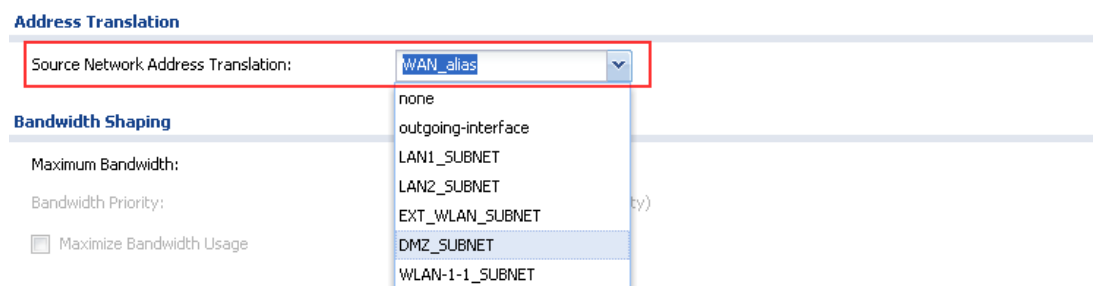 Address Translation
Source Network Address Translation: WAN_alias
none
Bandwidth Shaping
outgoing-interface
Maximum Bandwidth: LAN1_SUBNET
LAN2_SUBNET
Bandwidth Priority: ty)
EXT_WLAN_SUBNET
Maximize Bandwidth Usage DMZ_SUBNET
WLAN-1-1_SUBNET